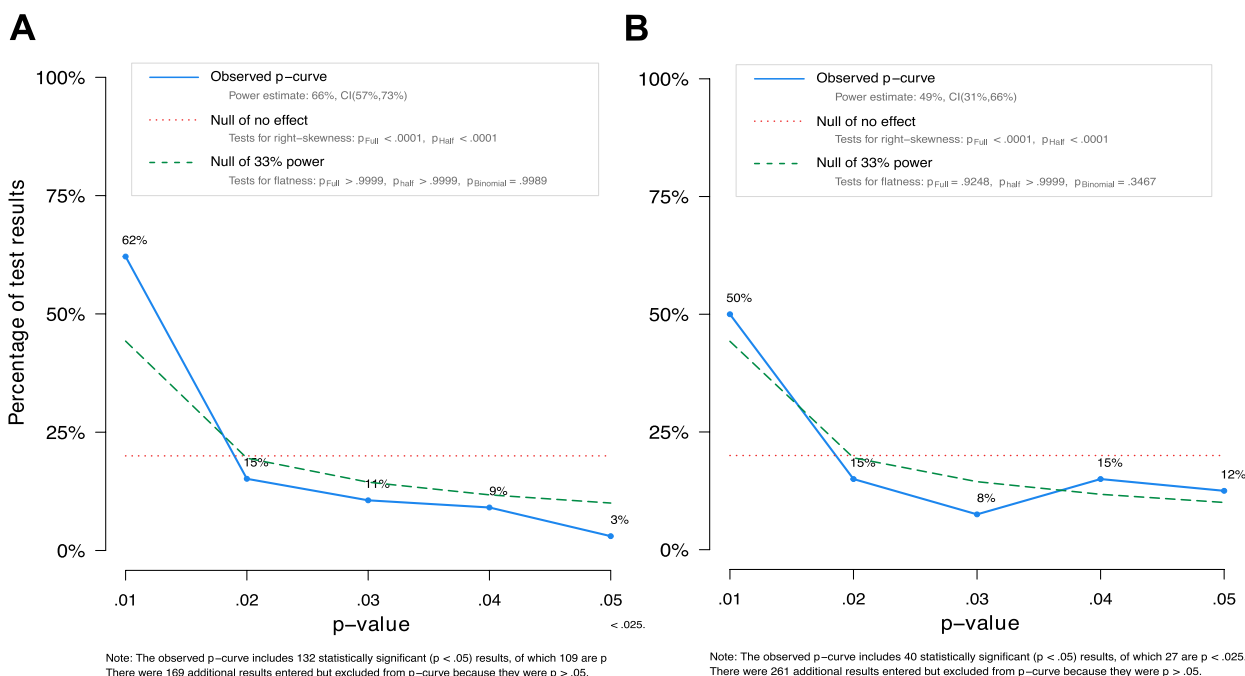 A
100%
75%
50%
25%
0%
Percentage of test results
Observed p−curve
Power estimate: 66%, CI(57%,73%)
Null of no effect
Tests for right−skewness: pFull < .0001, pHalf < .0001
Null of 33% power
Tests for flatness: pFull > .9999, phalf > .9999, pBinomial = .9989
62%
15%
11%
9%
3%
.01 .02 .03 .04 .05
p−value
< .025.
Note: The observed p−curve includes 132 statistically significant (p < .05) results, of which 109 are p
There were 169 additional results entered but excluded from p−curve because they were p > .05.
B
100%
75%
50%
25%
0%
Observed p−curve
Power estimate: 49%, CI(31%,66%)
Null of no effect
Tests for right−skewness: pFull < .0001, pHalf < .0001
Null of 33% power
Tests for flatness: pFull = .9248, phalf > .9999, pBinomial = .3467
50%
15%
8%
15%
12%
.01 .02 .03 .04 .05
p−value
Note: The observed p−curve includes 40 statistically significant (p < .05) results, of which 27 are p < .025.
There were 261 additional results entered but excluded from p−curve because they were p > .05.